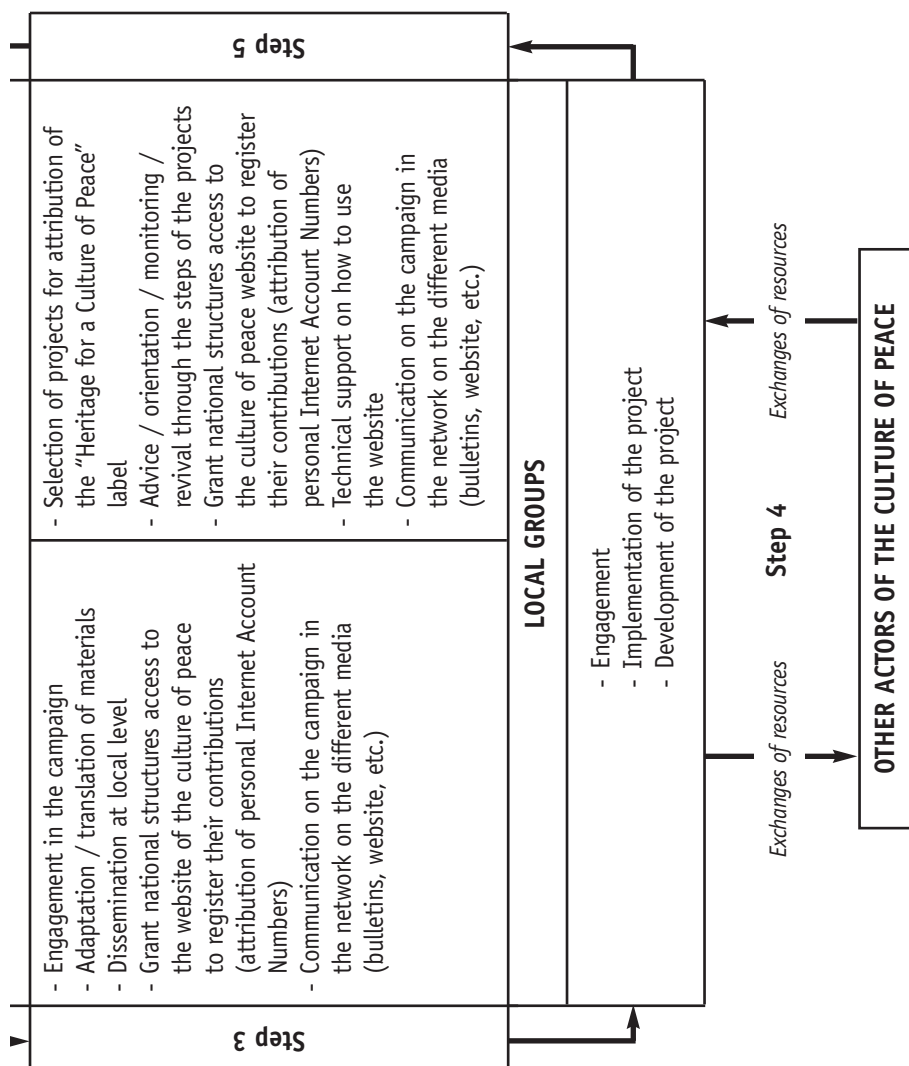 Step 3
- Engagement in the campaign
- Adaptation / translation of materials
- Dissemination at local level
- Grant national structures access to
the website of the culture of peace
to register their contributions
(attribution of personal Internet Account
Numbers)
- Communication on the campaign in
the network on the different media
(bulletins, website, etc.)
- Selection of projects for attribution of
the “Heritage for a Culture of Peace”
label
- Advice / orientation / monitoring /
revival through the steps of the projects
- Grant national structures access to
the culture of peace website to register
their contributions (attribution of
personal Internet Account Numbers)
- Technical support on how to use
the website
- Communication on the campaign in
the network on the different media
(bulletins, website, etc.)
Step 5
LOCAL GROUPS
- Engagement
- Implementation of the project
- Development of the project
Exchanges of resources
Step 4
Exchanges of resources
OTHER ACTORS OF THE CULTURE OF PEACE